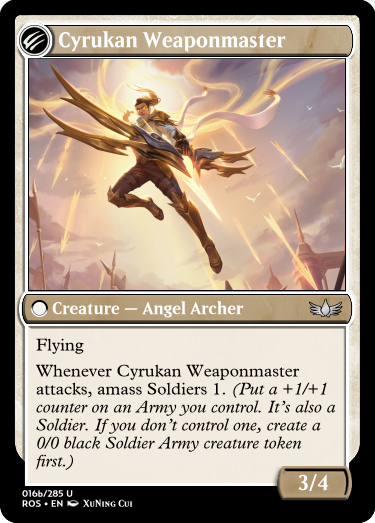 Cyrukan Weaponmaster
Creature — Angel Archer
Flying
Whenever Cyrukan Weaponmaster
attacks, amass Soldiers 1. (Put a +1/+1
counter on an Army you control. It's also a
Soldier. If you don't control one, create a
0/0 black Soldier Army creature token
first.)
3/4
016b/285 U
ROS • EN XuNing Cui